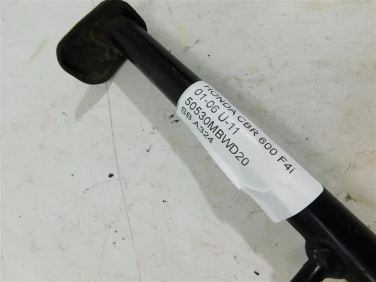 HONDA CBR 600 F4i
01-06 U-11
50530MBWD20
SB A324